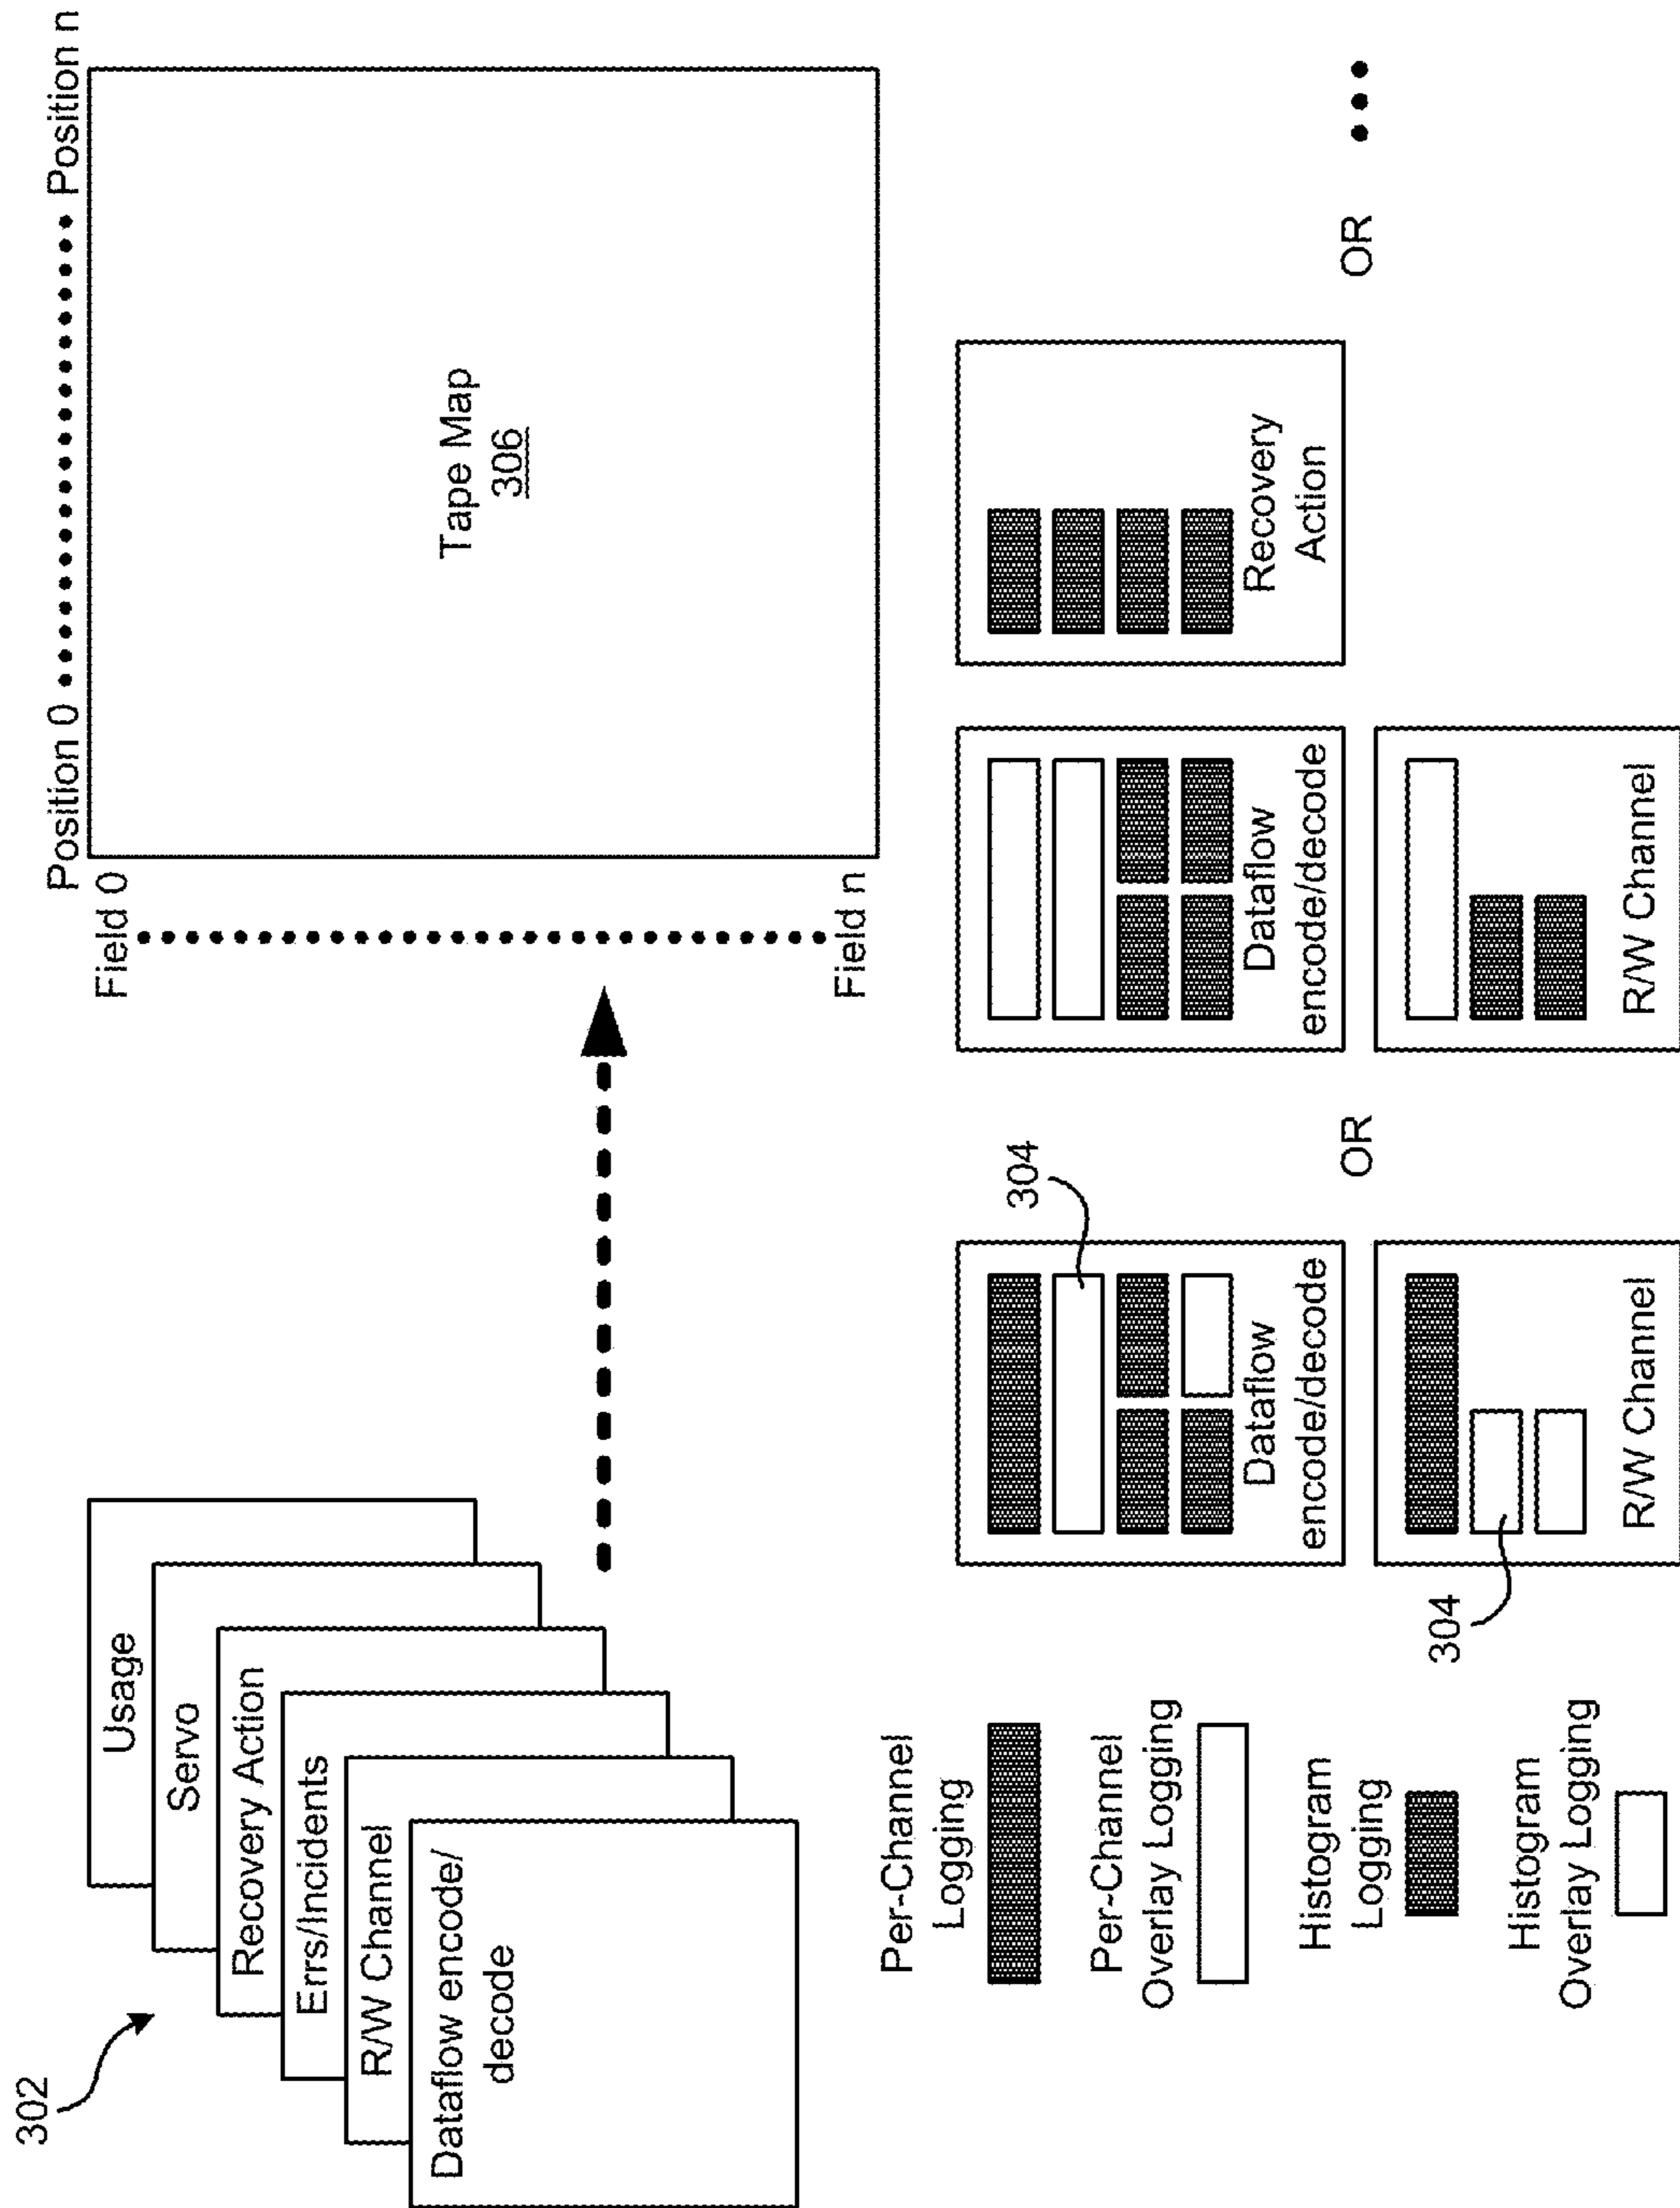 302
Usage
Servo
Recovery Action
Errs/Incidents
R/W Channel
Dataflow encode/
decode
Position 0
Position n
Field 0
Field n
Tape Map
306
Per-Channel
Logging
Per-Channel
Overlay Logging
Histogram
Logging
Histogram
Overlay Logging
304
Dataflow
encode/decode
304
R/W Channel
OR
Dataflow
encode/decode
R/W Channel
Recovery
Action
OR